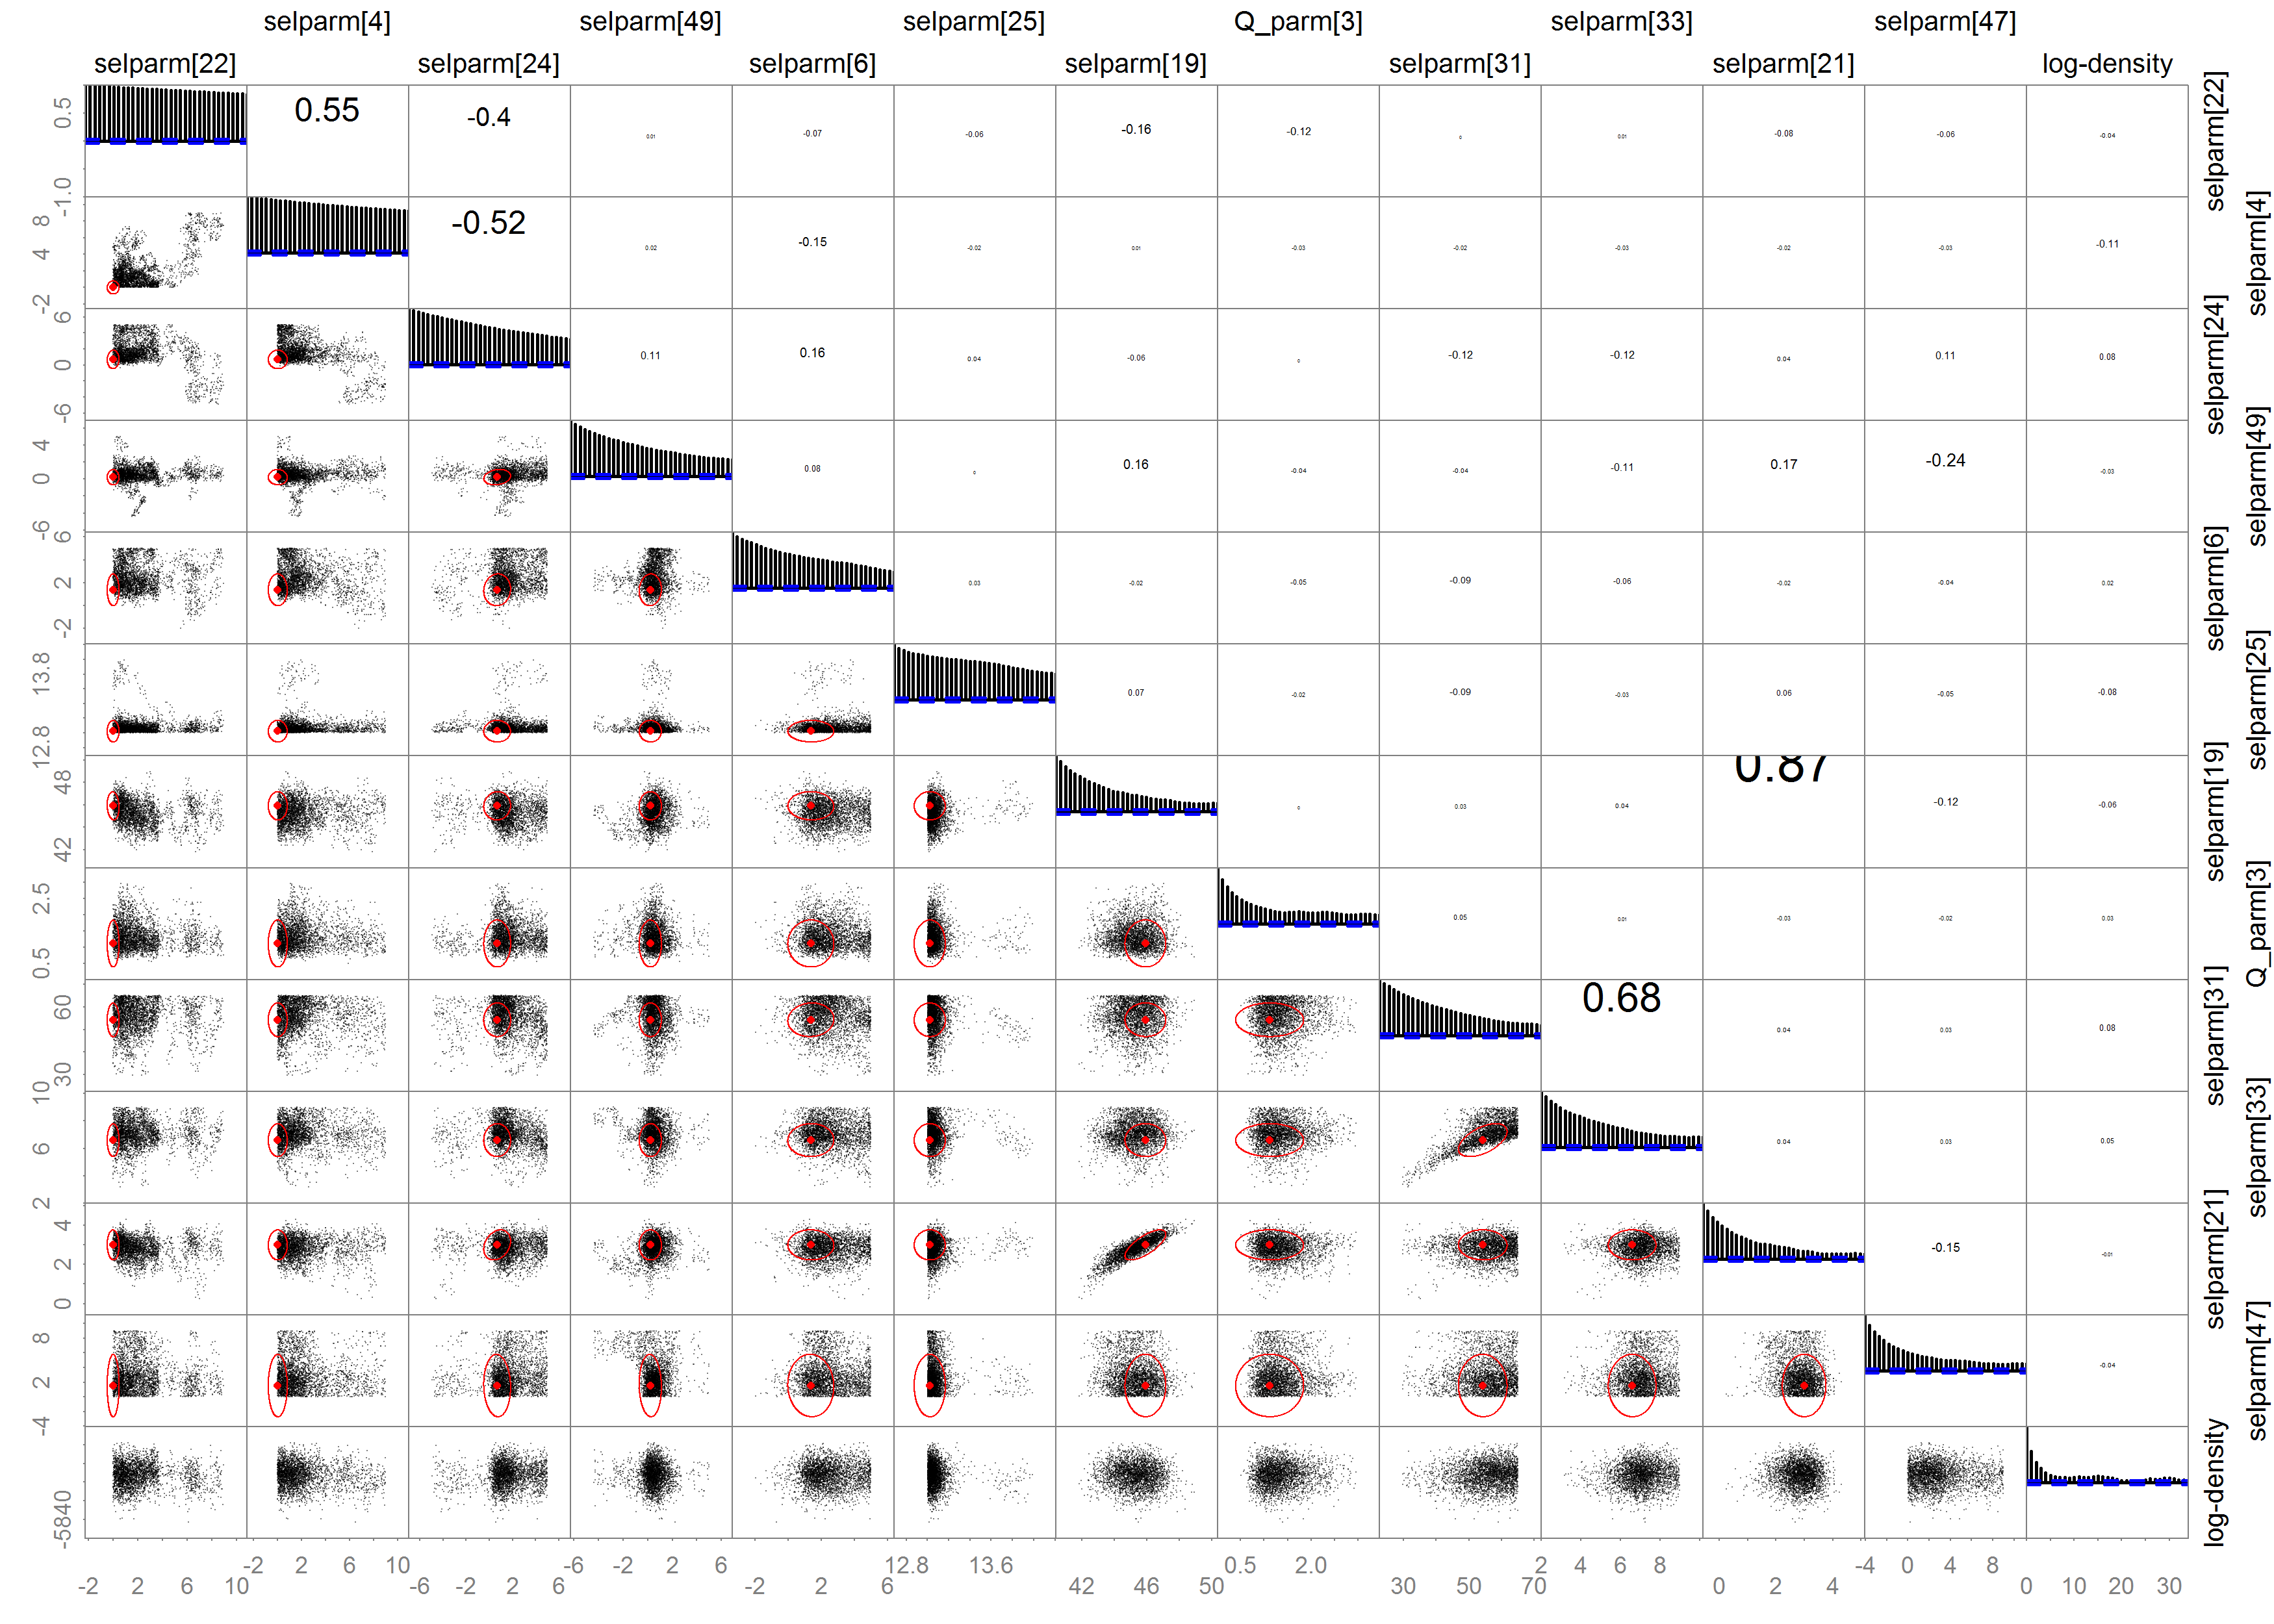 selparm[4] selparm[49] selparm[25] Q_parm[3] selparm[33] selparm[47]
selparm[22] selparm[24] selparm[6] selparm[19] selparm[31] selparm[21] log-density
-1.0 0.5 0.55 -0.4 0.01 -0.07 -0.06 -0.16 -0.12 0 0.01 -0.08 -0.06 -0.04 selparm[22]
-2 4 8 -0.52 0.02 -0.15 -0.02 0.01 -0.03 -0.02 -0.03 -0.02 -0.03 -0.11 selparm[4]
-6 0 6 0.11 0.16 0.04 -0.06 0 -0.12 -0.12 0.04 0.11 0.08 selparm[24]
-6 0 4 0.08 0 0.16 -0.04 -0.04 -0.11 0.17 -0.24 -0.03 selparm[49]
-2 2 6 0.03 -0.02 -0.05 -0.09 -0.06 -0.02 -0.04 0.02 selparm[6]
12.8 13.8 0.07 -0.02 -0.09 -0.03 0.06 -0.05 -0.08 selparm[25]
42 48 0 0.03 0.04 0.87 -0.12 -0.06 selparm[19]
0.5 2.5 0.05 0.01 -0.03 -0.02 0.03 Q_parm[3]
30 60 0.68 0.04 0.03 0.08 selparm[31]
2 6 10 0.04 0.03 0.05 selparm[33]
0 2 4 -0.15 -0.01 selparm[21]
-4 2 8 -0.04 selparm[47]
-5840 log-density
-2 2 6 10 -6 -2 2 6 12.8 13.6 0.5 2.0 2 4 6 8 -4 0 4 8
-2 2 6 10 -6 -2 2 6 -2 2 6 42 46 50 30 50 70 0 2 4 0 10 20 30